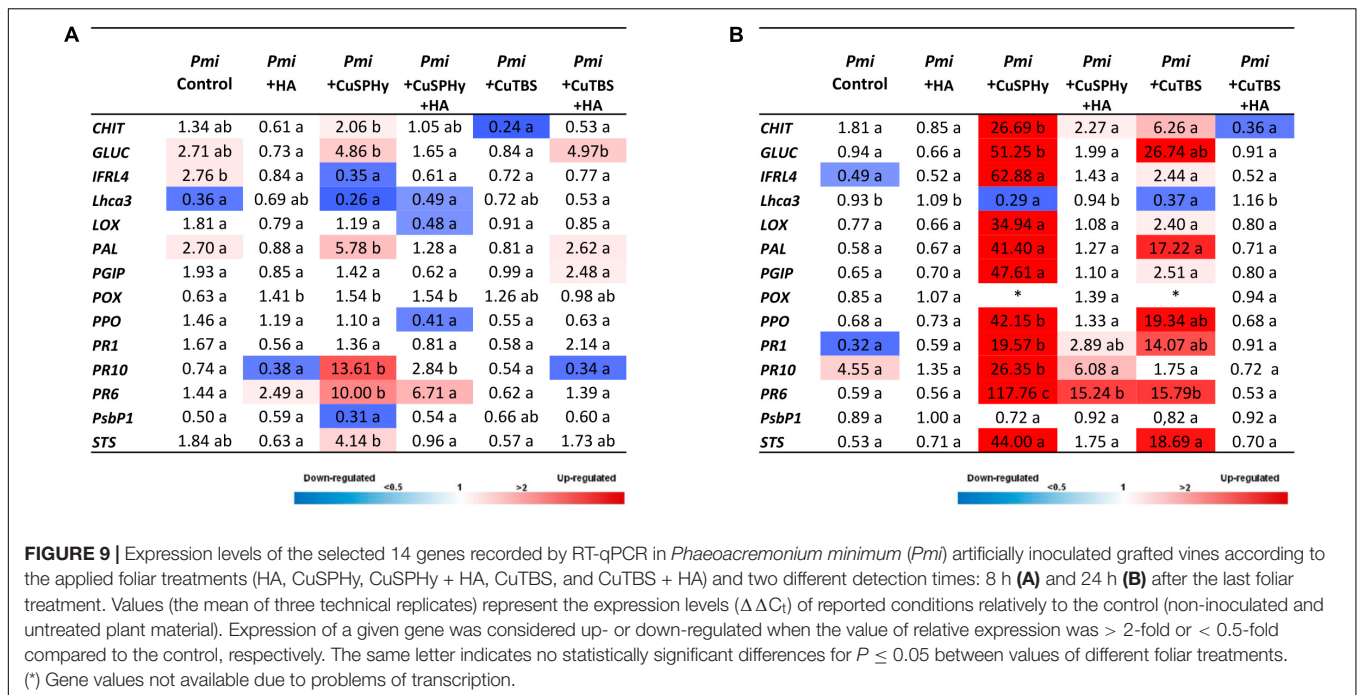 A
Pmi Pmi Pmi Pmi Pmi Pmi
Control +HA +CuSPHy +CuSPHy +CuTBS +CuTBS
+HA +HA
CHIT 1.34 ab 0.61 a 2.06 b 1.05 ab 0.24 a 0.53 a
GLUC 2.71 ab 0.73 a 4.86 b 1.65 a 0.84 a 4.97b
IFRL4 2.76 b 0.84 a 0.35 a 0.61 a 0.72 a 0.77 a
Lhca3 0.36 a 0.69 ab 0.26 a 0.49 a 0.72 ab 0.53 a
LOX 1.81 a 0.79 a 1.19 a 0.48 a 0.91 a 0.85 a
PAL 2.70 a 0.88 a 5.78 b 1.28 a 0.81 a 2.62 a
PGIP 1.93 a 0.85 a 1.42 a 0.62 a 0.99 a 2.48 a
POX 0.63 a 1.41 b 1.54 b 1.54 b 1.26 ab 0.98 ab
PPO 1.46 a 1.19 a 1.10 a 0.41 a 0.55 a 0.63 a
PR1 1.67 a 0.56 a 1.36 a 0.81 a 0.58 a 2.14 a
PR10 0.74 a 0.38 a 13.61 b 2.84 b 0.54 a 0.34 a
PR6 1.44 a 2.49 a 10.00 b 6.71 a 0.62 a 1.39 a
PsbP1 0.50 a 0.59 a 0.31 a 0.54 a 0.66 ab 0.60 a
STS 1.84 ab 0.63 a 4.14 b 0.96 a 0.57 a 1.73 ab
Down-regulated <0.5 1 >2 Up-regulated
B
Pmi Pmi Pmi Pmi Pmi Pmi
Control +HA +CuSPHy +CuSPHy +CuTBS +CuTBS
+HA +HA
CHIT 1.81 a 0.85 a 26.69 b 2.27 a 6.26 a 0.36 a
GLUC 0.94 a 0.66 a 51.25 b 1.99 a 26.74 ab 0.91 a
IFRL4 0.49 a 0.52 a 62.88 a 1.43 a 2.44 a 0.52 a
Lhca3 0.93 b 1.09 b 0.29 a 0.94 b 0.37 a 1.16 b
LOX 0.77 a 0.66 a 34.94 a 1.08 a 2.40 a 0.80 a
PAL 0.58 a 0.67 a 41.40 a 1.27 a 17.22 a 0.71 a
PGIP 0.65 a 0.70 a 47.61 a 1.10 a 2.51 a 0.80 a
POX 0.85 a 1.07 a * 1.39 a * 0.94 a
PPO 0.68 a 0.73 a 42.15 b 1.33 a 19.34 ab 0.68 a
PR1 0.32 a 0.59 a 19.57 b 2.89 ab 14.07 ab 0.91 a
PR10 4.55 a 1.35 a 26.35 b 6.08 a 1.75 a 0.72 a
PR6 0.59 a 0.56 a 117.76 c 15.24 b 15.79b 0.53 a
PsbP1 0.89 a 1.00 a 0.72 a 0.92 a 0,82 a 0.92 a
STS 0.53 a 0.71 a 44.00 a 1.75 a 18.69 a 0.70 a
Down-regulated <0.5 1 >2 Up-regulated
FIGURE 9 | Expression levels of the selected 14 genes recorded by RT-qPCR in Phaeoacremonium minimum (Pmi) artificially inoculated grafted vines according to
the applied foliar treatments (HA, CuSPHy, CuSPHy + HA, CuTBS, and CuTBS + HA) and two different detection times: 8 h (A) and 24 h (B) after the last foliar
treatment. Values (the mean of three technical replicates) represent the expression levels (ΔΔCt) of reported conditions relatively to the control (non-inoculated and
untreated plant material). Expression of a given gene was considered up- or down-regulated when the value of relative expression was > 2-fold or < 0.5-fold
compared to the control, respectively. The same letter indicates no statistically significant differences for P ≤ 0.05 between values of different foliar treatments.
(*) Gene values not available due to problems of transcription.